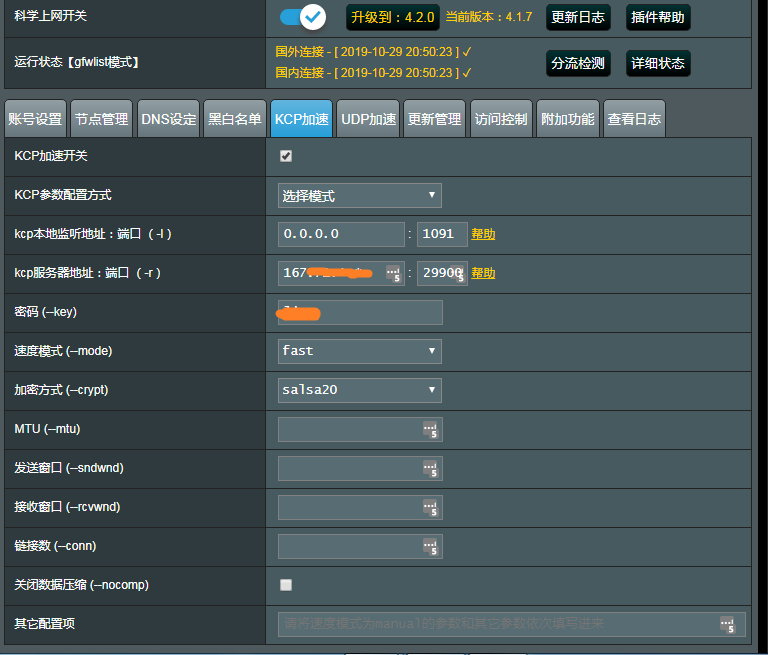 科学上网开关 升级到：4.2.0 当前版本：4.1.7 更新日志 插件帮助
运行状态【gfwlist模式】 国外连接 - [ 2019-10-29 20:50:23 ] ✓
国内连接 - [ 2019-10-29 20:50:23 ] ✓ 分流检测 详细状态
账号设置 节点管理 DNS设定 黑白名单 KCP加速 UDP加速 更新管理 访问控制 附加功能 查看日志
KCP加速开关
KCP参数配置方式 选择模式
kcp本地监听地址：端口 （-l ) 0.0.0.0 : 1091 帮助
kcp服务器地址：端口 （-r ) 167. : 29900 帮助
密码 (--key)
速度模式 (--mode) fast
加密方式 (--crypt) salsa20
MTU (--mtu)
发送窗口 (--sndwnd)
接收窗口 (--rcvwnd)
链接数 (--conn)
关闭数据压缩 (--nocomp)
其它配置项 请将速度模式为manual的参数和其它参数依次填写进来